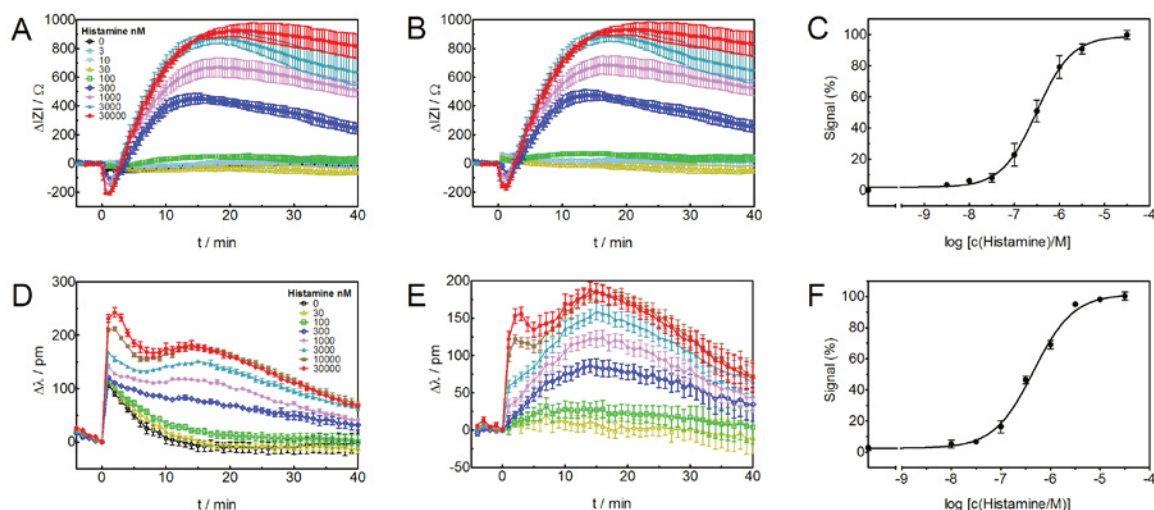 A
Histamine nM
0
3
10
30
100
300
1000
3000
30000
1000
800
600
400
200
0
-200
Δ|Z| / Ω
0 10 20 30 40
t / min
B
1000
800
600
400
200
0
-200
Δ|Z| / Ω
0 10 20 30 40
t / min
C
100
80
60
40
20
0
Signal (%)
-9 -8 -7 -6 -5 -4
log [c(Histamine)/M]
D
Histamine nM
0
30
100
300
1000
3000
10000
30000
300
200
100
0
Δλ / pm
0 10 20 30 40
t / min
E
200
150
100
50
0
-50
Δλ / pm
0 10 20 30 40
t / min
F
100
80
60
40
20
0
Signal (%)
-9 -8 -7 -6 -5 -4
log [c(Histamine/M)]